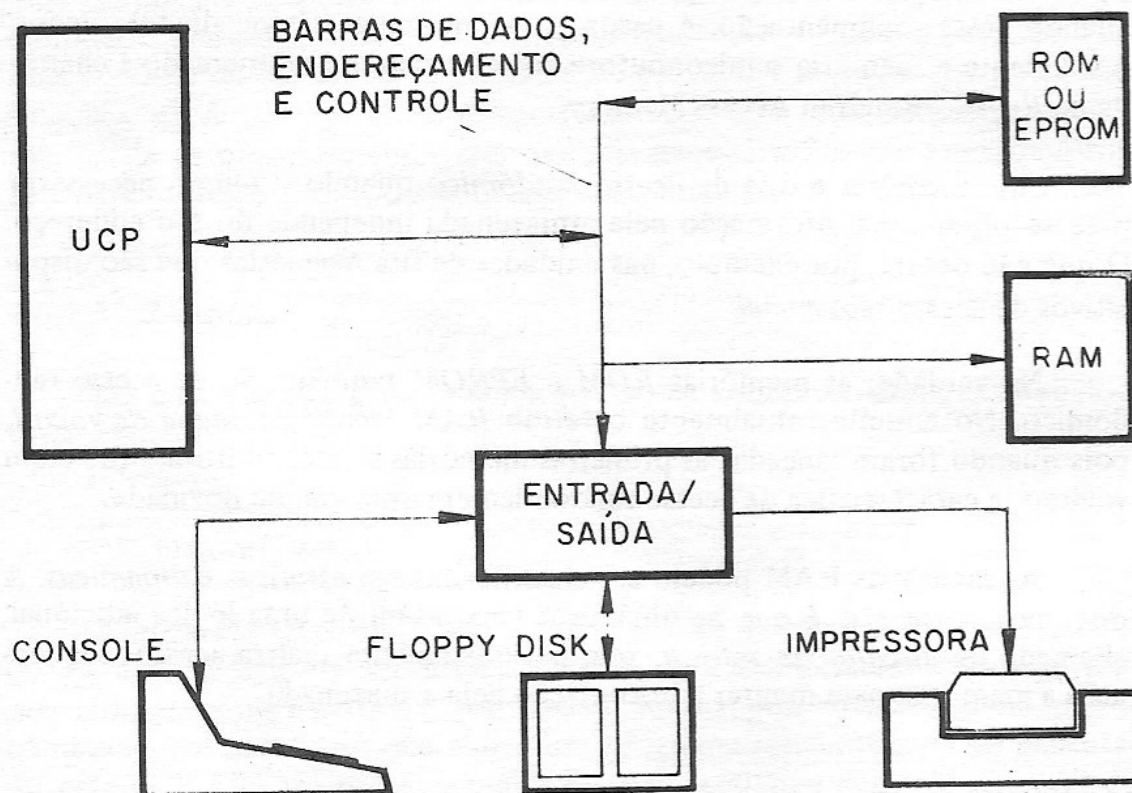 BARRAS DE DADOS,
ENDEREÇAMENTO
E CONTROLE
ROM
OU
EPROM
UCP
RAM
ENTRADA/
SAÍDA
CONSOLE
FLOPPY DISK
IMPRESSORA